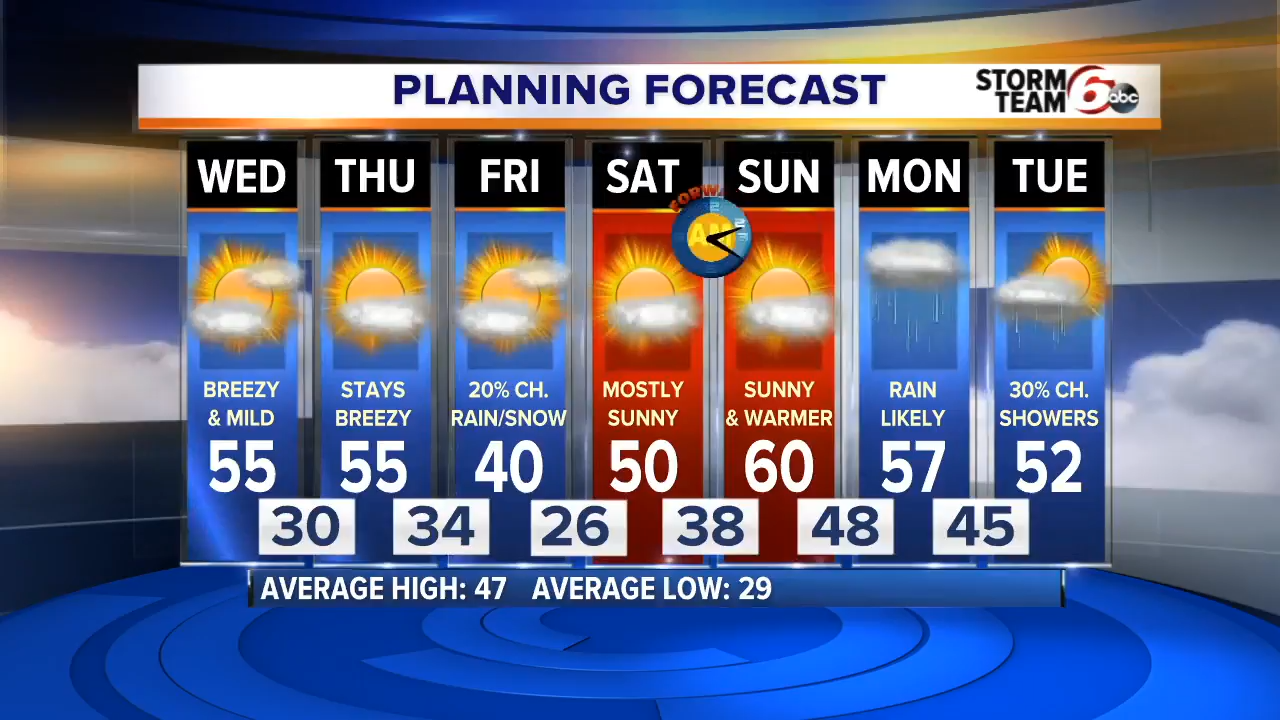 PLANNING FORECAST
STORM
TEAM 6 abc
WED THU FRI SAT SUN MON TUE
FORWA
AM
BREEZY
& MILD
STAYS
BREEZY
20% CH.
RAIN/SNOW
MOSTLY
SUNNY
SUNNY
& WARMER
RAIN
LIKELY
30% CH.
SHOWERS
55 55 40 50 60 57 52
30 34 26 38 48 45
AVERAGE HIGH: 47 AVERAGE LOW: 29